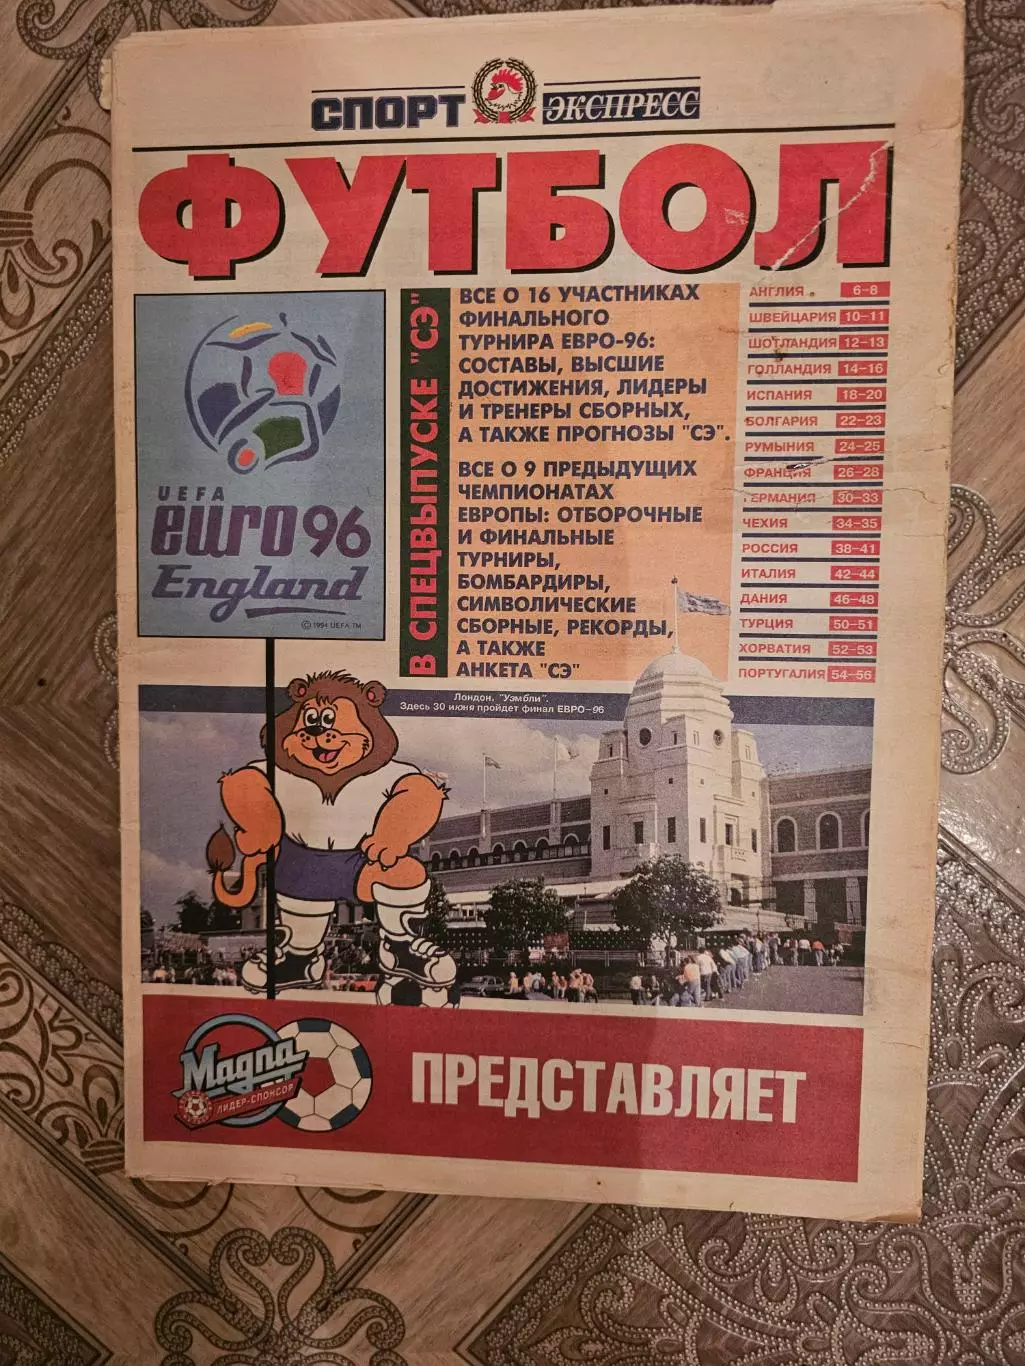 СПОРТ ЭКСПРЕСС
ФУТБОЛ
UEFA
euro 96
England
© 1994 UEFA TM
В СПЕЦВЫПУСКЕ "СЭ"
ВСЕ О 16 УЧАСТНИКАХ
ФИНАЛЬНОГО
ТУРНИРА ЕВРО-96:
СОСТАВЫ, ВЫСШИЕ
ДОСТИЖЕНИЯ, ЛИДЕРЫ
И ТРЕНЕРЫ СБОРНЫХ,
А ТАКЖЕ ПРОГНОЗЫ "СЭ".
ВСЕ О 9 ПРЕДЫДУЩИХ
ЧЕМПИОНАТАХ
ЕВРОПЫ: ОТБОРОЧНЫЕ
И ФИНАЛЬНЫЕ
ТУРНИРЫ,
БОМБАРДИРЫ,
СИМВОЛИЧЕСКИЕ
СБОРНЫЕ, РЕКОРДЫ,
А ТАКЖЕ
АНКЕТА "СЭ"
АНГЛИЯ 6-8
ШВЕЙЦАРИЯ 10-11
ШОТЛАНДИЯ 12-13
ГОЛЛАНДИЯ 14-16
ИСПАНИЯ 18-20
БОЛГАРИЯ 22-23
РУМЫНИЯ 24-25
ФРАНЦИЯ 26-28
ГЕРМАНИЯ 30-33
ЧЕХИЯ 34-35
РОССИЯ 38-41
ИТАЛИЯ 42-44
ДАНИЯ 46-48
ТУРЦИЯ 50-51
ХОРВАТИЯ 52-53
ПОРТУГАЛИЯ 54-56
Лондон. "Уэмбли".
Здесь 30 июня пройдет финал ЕВРО-96
Magna
ЛИДЕР-СПОНСОР
ПРЕДСТАВЛЯЕТ